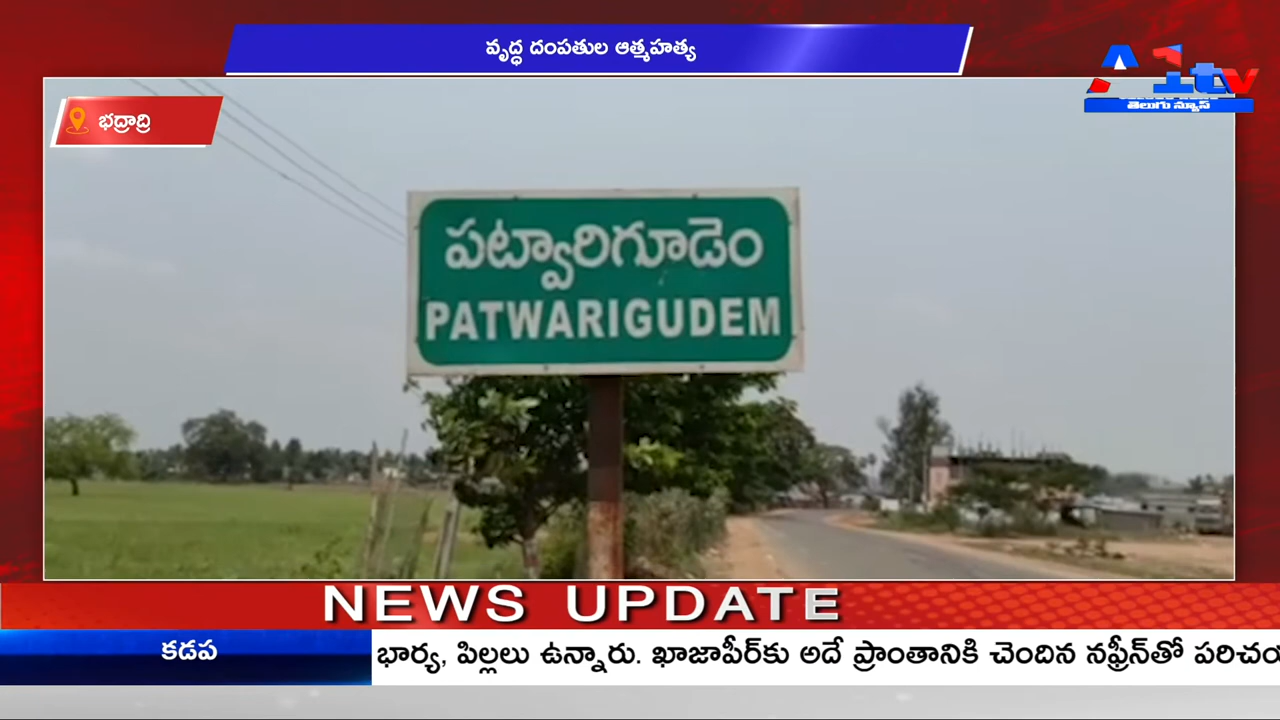 వృద్ధ దంపతుల ఆత్మహత్య
A1tv
తెలుగు న్యూస్
భద్రాద్రి
పట్వారిగూడెం
PATWARIGUDEM
NEWS UPDATE
కడప
భార్య, పిల్లలు ఉన్నారు. ఖాజాపీర్‌కు అదే ప్రాంతానికి చెందిన నఫ్రీన్‌తో పరిచయ